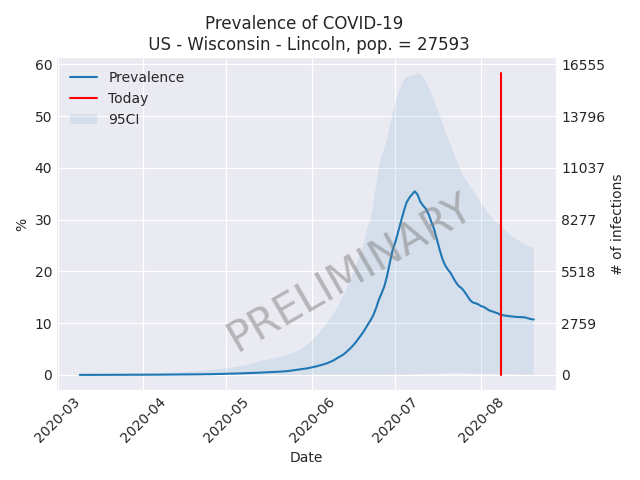 Prevalence of COVID-19
US - Wisconsin - Lincoln, pop. = 27593
Prevalence
Today
95CI
60
50
40
30
20
10
0
%
16555
13796
11037
8277
5518
2759
0
# of infections
PRELIMINARY
2020-03
2020-04
2020-05
2020-06
2020-07
2020-08
Date